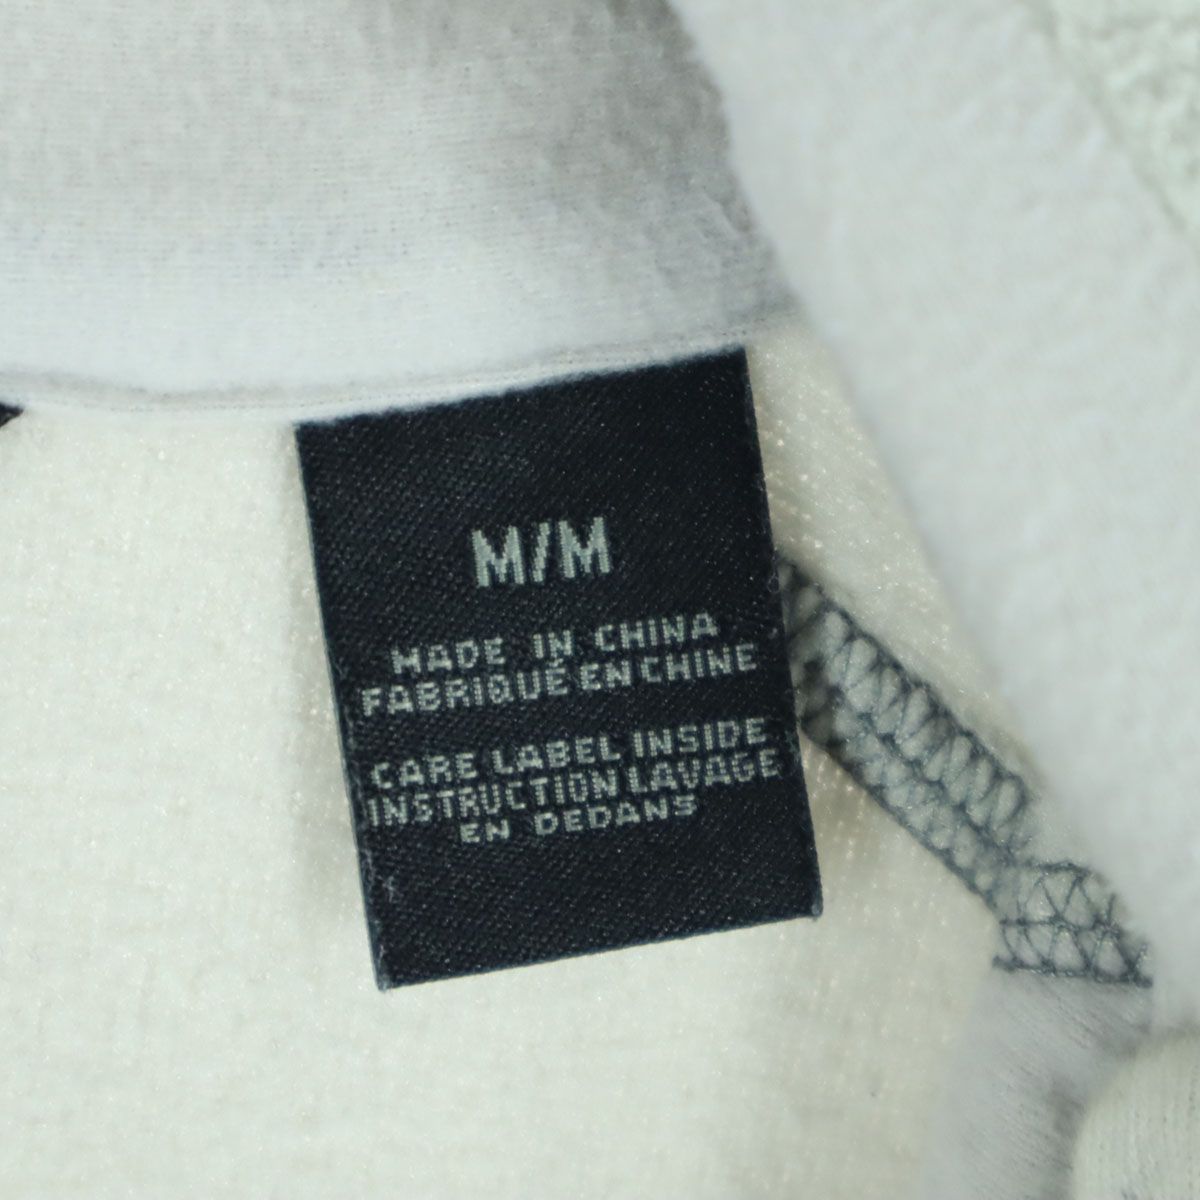 M/M
MADE IN CHINA
FABRIQUÉ EN CHINE
CARE LABEL INSIDE
INSTRUCTION LAVAGE
EN DEDANS